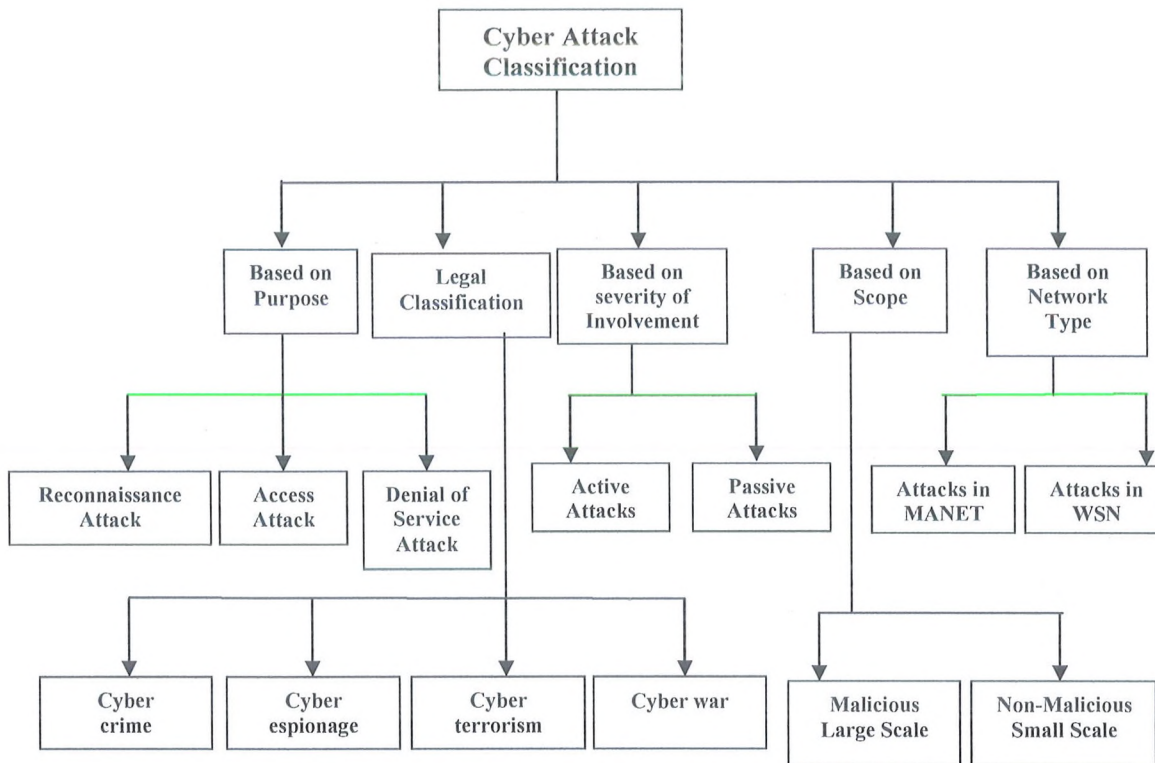 Cyber Attack
Classification
Based on
Purpose
Legal
Classification
Based on
severity of
Involvement
Based on
Scope
Based on
Network
Type
Reconnaissance
Attack
Access
Attack
Denial of
Service
Attack
Active
Attacks
Passive
Attacks
Attacks in
MANET
Attacks in
WSN
Cyber
crime
Cyber
espionage
Cyber
terrorism
Cyber war
Malicious
Large Scale
Non-Malicious
Small Scale